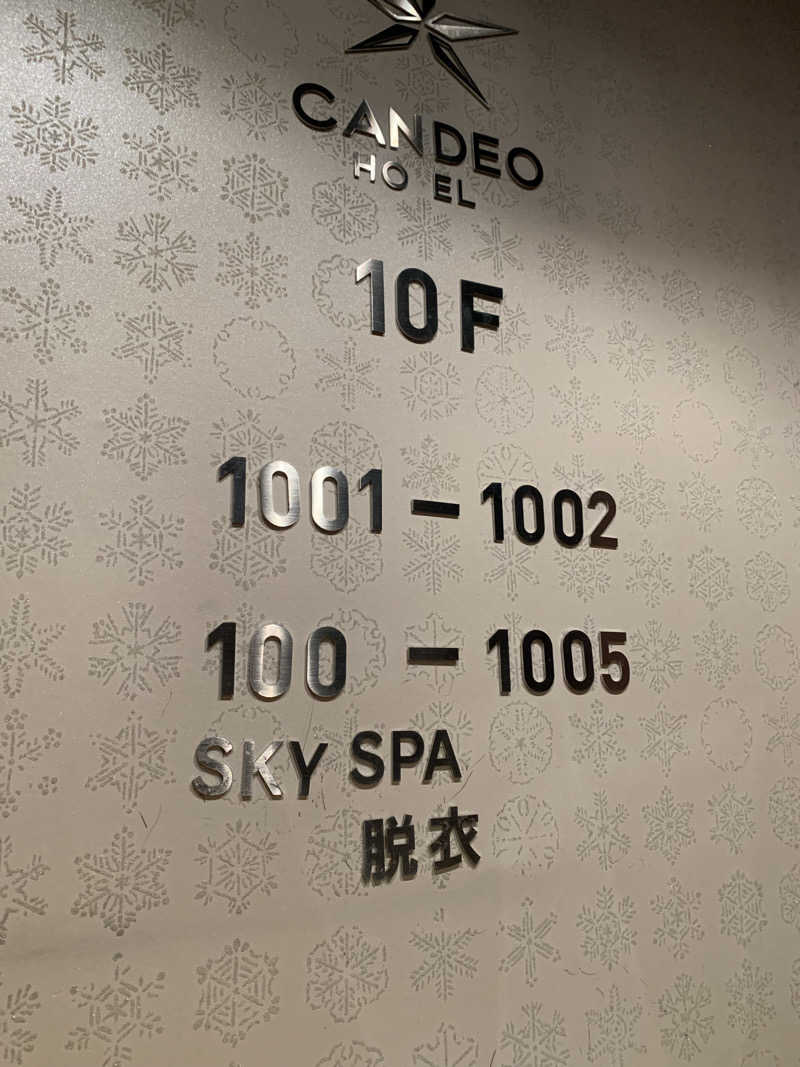 CANDEO
HO EL
10F
1001-1002
100 -1005
SKY SPA
脱衣